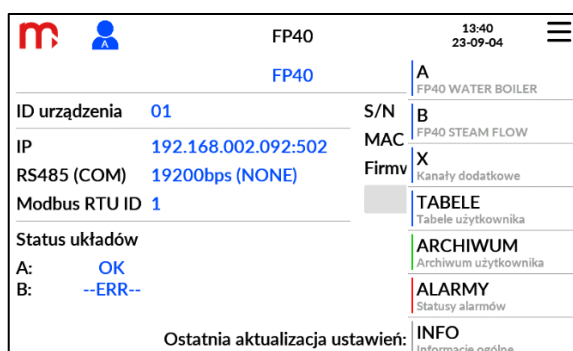 m
A
FP40
13:40
23-09-04
FP40
ID urządzenia 01
S/N
IP 192.168.002.092:502
MAC
RS485 (COM) 19200bps (NONE)
Modbus RTU ID 1
Status układów
A: OK
B: --ERR--
Ostatnia aktualizacja ustawień:
A
FP40 WATER BOILER
B
FP40 STEAM FLOW
X
Kanały dodatkowe
TABELE
Tabele użytkownika
ARCHIWUM
Archiwum użytkownika
ALARMY
Statusy alarmów
INFO
Informacje ogólne